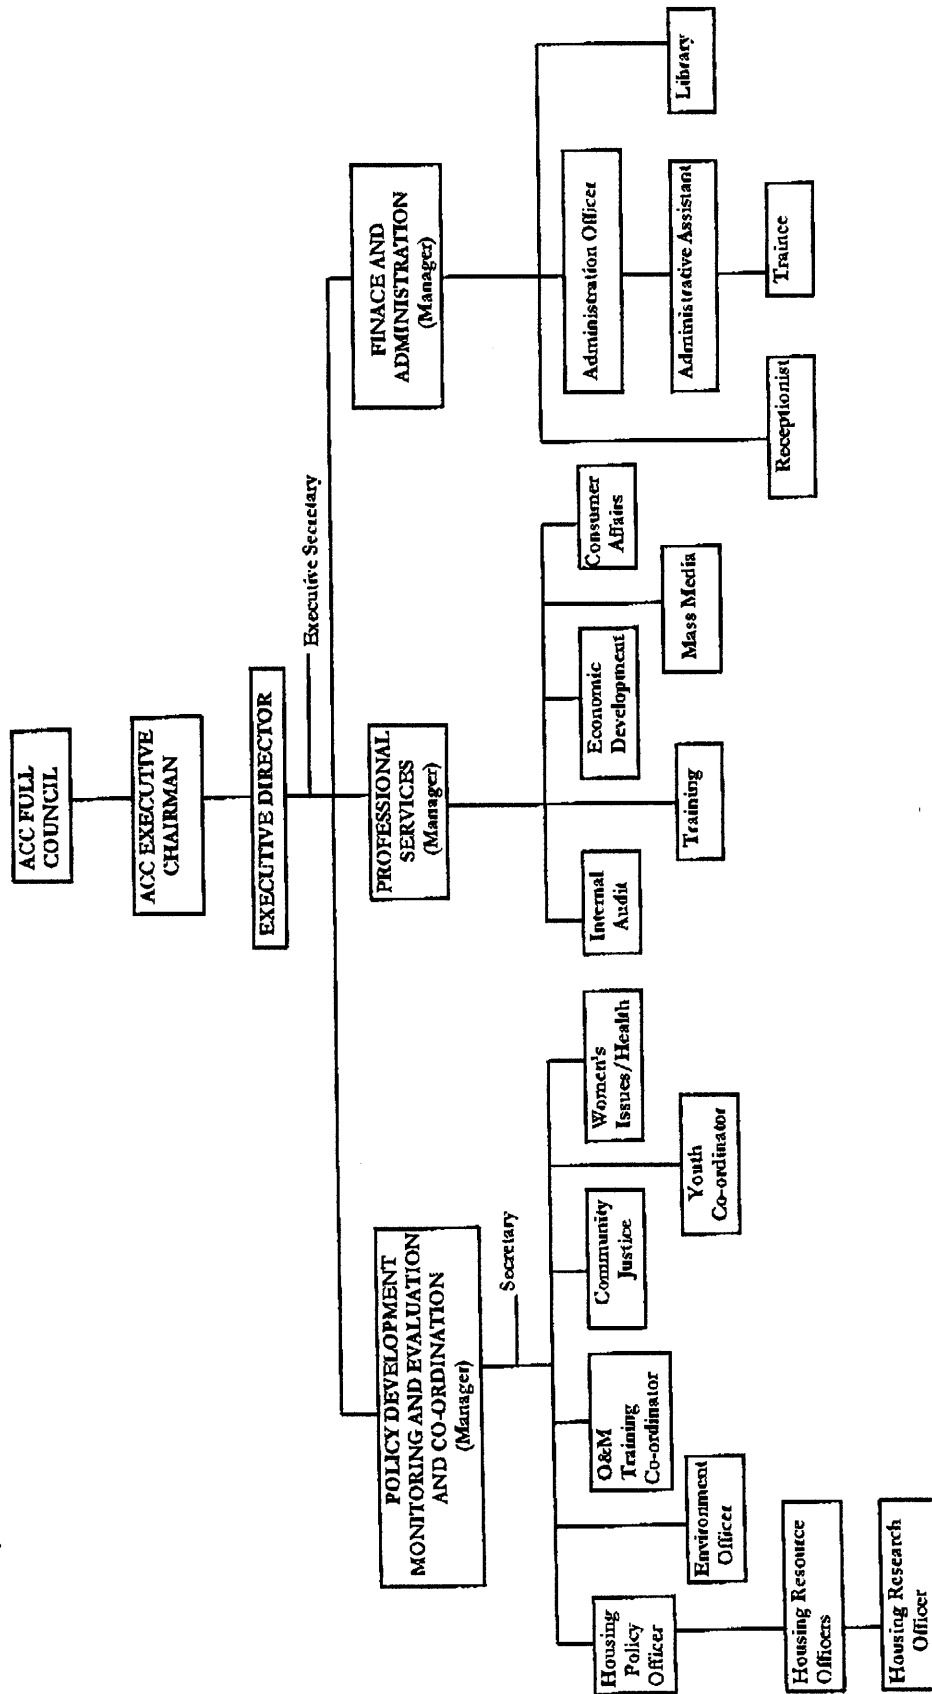 ACC FULL
COUNCIL
ACC EXECUTIVE
CHAIRMAN
EXECUTIVE DIRECTOR
Executive Secretary
POLICY DEVELOPMENT
MONITORING AND EVALUATION
AND CO-ORDINATION
(Manager)
PROFESSIONAL
SERVICES
(Manager)
FINACE AND
ADMINISTRATION
(Manager)
Secretary
Housing
Policy
Officer
Environment
Officer
O&M
Training
Co-ordinator
Community
Justice
Youth
Co-ordinator
Women's
Issues/Health
Housing Resource
Officers
Housing Research
Officer
Internal
Audit
Training
Economic
Development
Mass Media
Consumer
Affairs
Receptionist
Administration Officer
Administrative Assistant
Trainee
Library